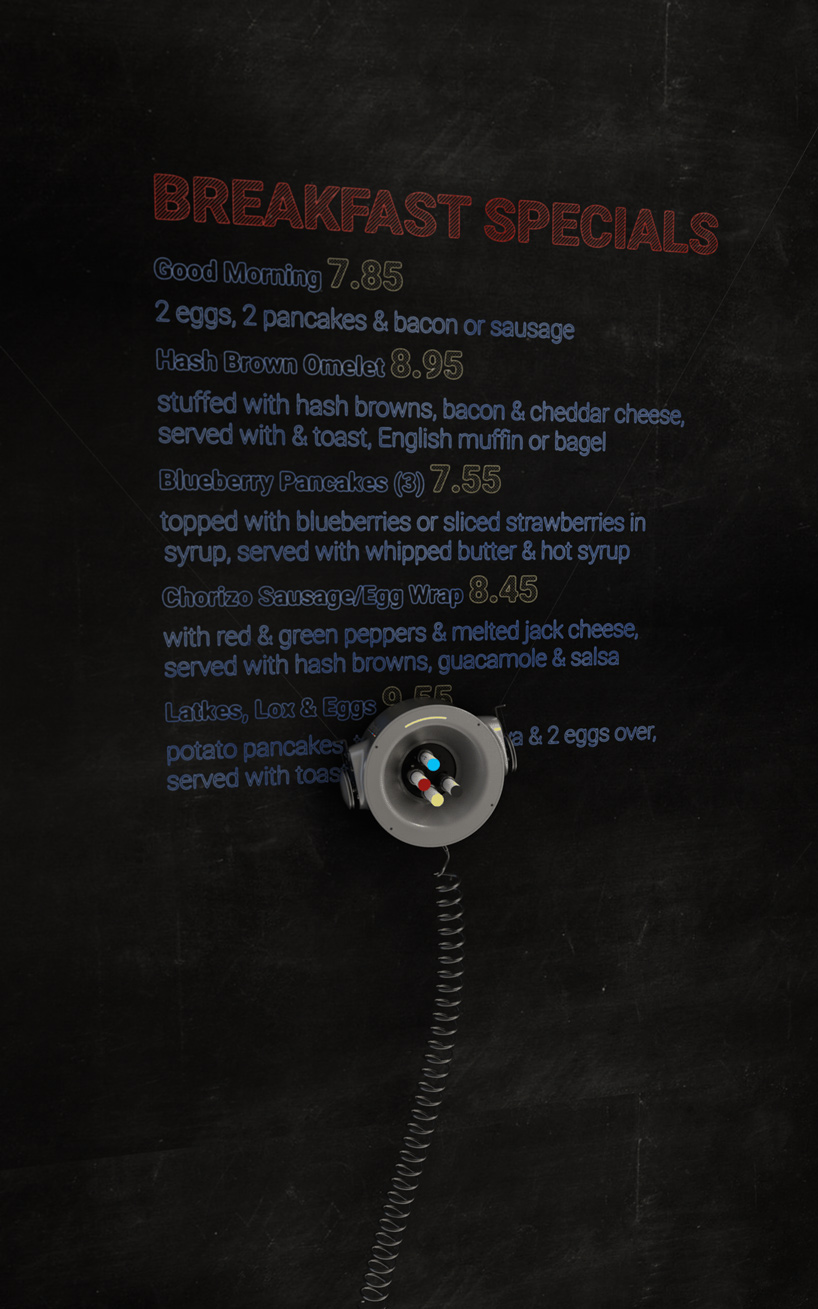 BREAKFAST SPECIALS
Good Morning 7.85
2 eggs, 2 pancakes & bacon or sausage
Hash Brown Omelet 8.95
stuffed with hash browns, bacon & cheddar cheese,
served with & toast, English muffin or bagel
Blueberry Pancakes (3) 7.55
topped with blueberries or sliced strawberries in
syrup, served with whipped butter & hot syrup
Chorizo Sausage/Egg Wrap 8.45
with red & green peppers & melted jack cheese,
served with hash browns, guacamole & salsa
Latkes, Lox & Eggs 9.55
potato pancakes & 2 eggs over,
served with